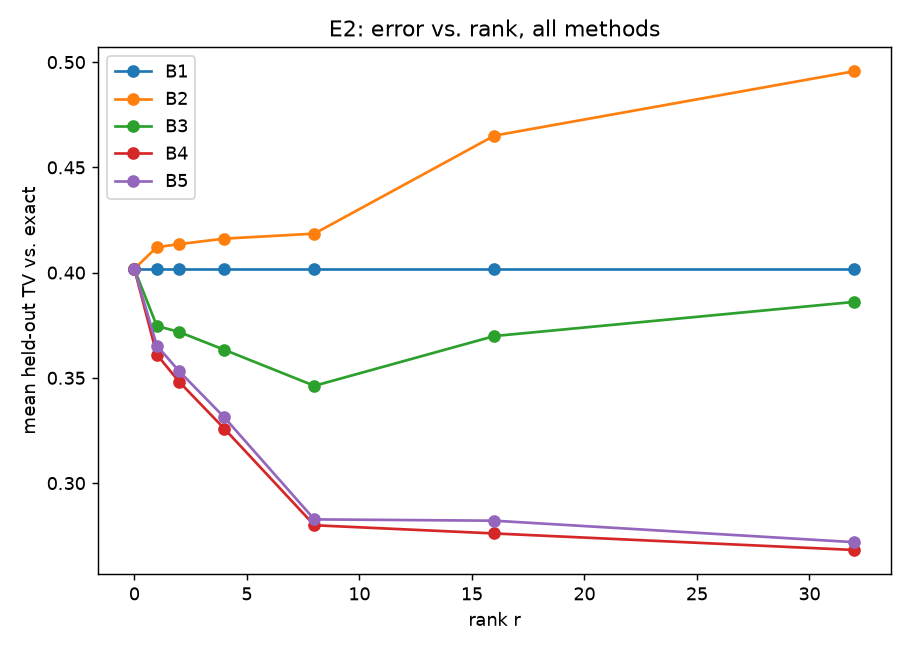 E2: error vs. rank, all methods
B1
B2
B3
B4
B5
mean held-out TV vs. exact
0.50
0.45
0.40
0.35
0.30
0 5 10 15 20 25 30
rank r